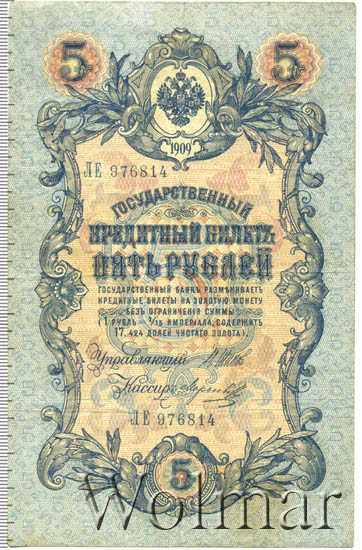 5 5
1909
ЛЕ 976814
ГОСУДАРСТВЕННЫЙ
КРЕДИТНЫЙ БИЛЕТЪ
ПЯТЬ РУБЛЕЙ
ГОСУДАРСТВЕННЫЙ БАНКЪ РАЗМѢНИВАЕТЪ
КРЕДИТНЫЕ БИЛЕТЫ НА ЗОЛОТУЮ МОНЕТУ
БЕЗЪ ОГРАНИЧЕНІЯ СУММЫ
(1 РУБЛЬ = 1/15 ИМПЕРІАЛА, СОДЕРЖИТЪ
17,424 ДОЛЕЙ ЧИСТАГО ЗОЛОТА).
Управляющій
Кассиръ
ЛЕ 976814
5
Wolmar